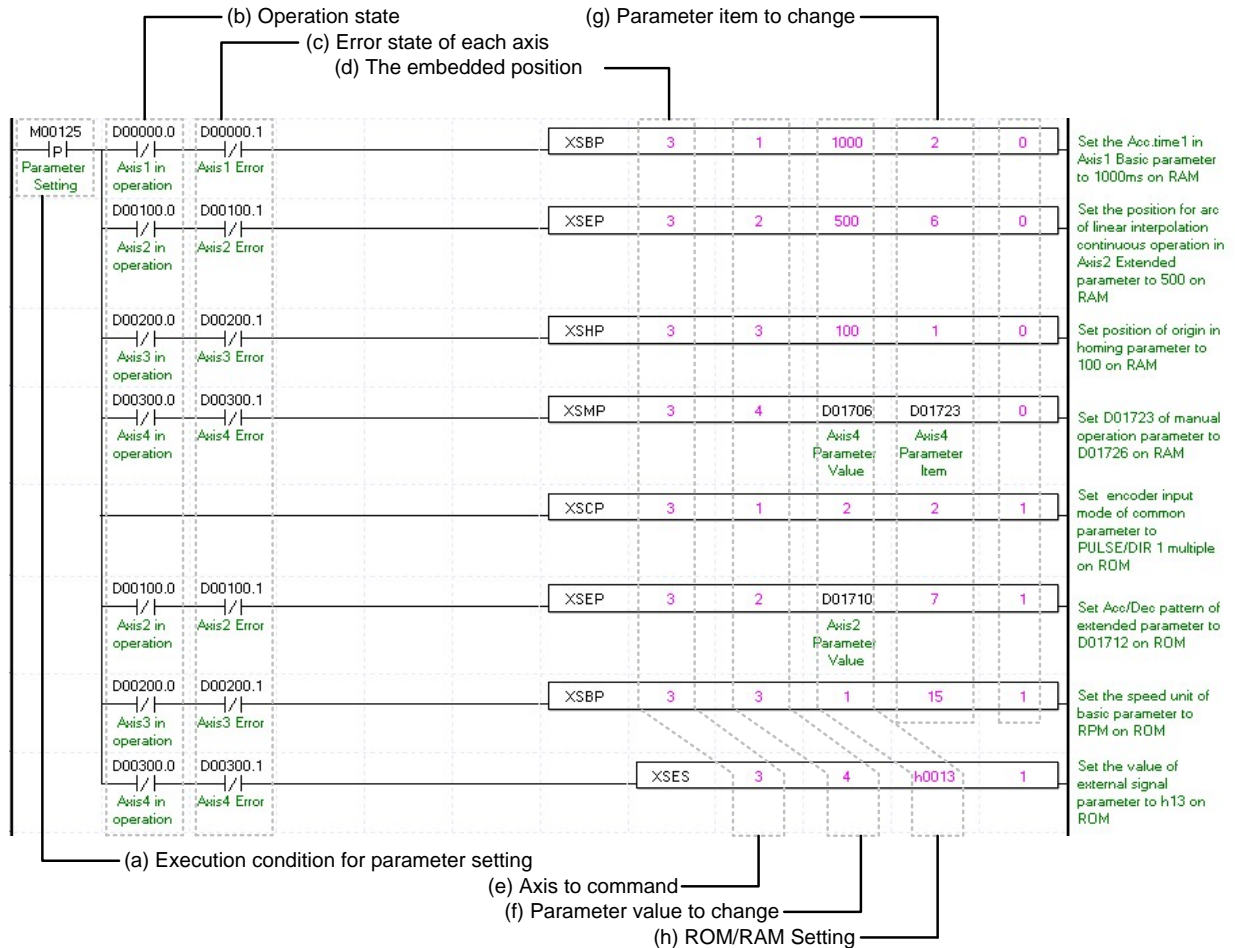 (b) Operation state
(g) Parameter item to change
(c) Error state of each axis
(d) The embedded position
M00125
P
Parameter
Setting
D00000.0
Axis1 in
operation
D00000.1
Axis1 Error
XSBP 3 1 1000 2 0
Set the Acc.time1 in
Axis1 Basic parameter
to 1000ms on RAM
D00100.0
Axis2 in
operation
D00100.1
Axis2 Error
XSEP 3 2 500 6 0
Set the position for arc
of linear interpolation
continuous operation in
Axis2 Extended
parameter to 500 on
RAM
D00200.0
Axis3 in
operation
D00200.1
Axis3 Error
XSHP 3 3 100 1 0
Set position of origin in
homing parameter to
100 on RAM
D00300.0
Axis4 in
operation
D00300.1
Axis4 Error
XSMP 3 4 D01706 D01723 0
Axis4
Parameter
Value
Axis4
Parameter
Item
Set D01723 of manual
operation parameter to
D01726 on RAM
XSCP 3 1 2 2 1
Set encoder input
mode of common
parameter to
PULSE/DIR 1 multiple
on ROM
D00100.0
Axis2 in
operation
D00100.1
Axis2 Error
XSEP 3 2 D01710 7 1
Axis2
Parameter
Value
Set Acc/Dec pattern of
extended parameter to
D01712 on ROM
D00200.0
Axis3 in
operation
D00200.1
Axis3 Error
XSBP 3 3 1 15 1
Set the speed unit of
basic parameter to
RPM on ROM
D00300.0
Axis4 in
operation
D00300.1
Axis4 Error
XSES 3 4 h0013 1
Set the value of
external signal
parameter to h13 on
ROM
(a) Execution condition for parameter setting
(e) Axis to command
(f) Parameter value to change
(h) ROM/RAM Setting